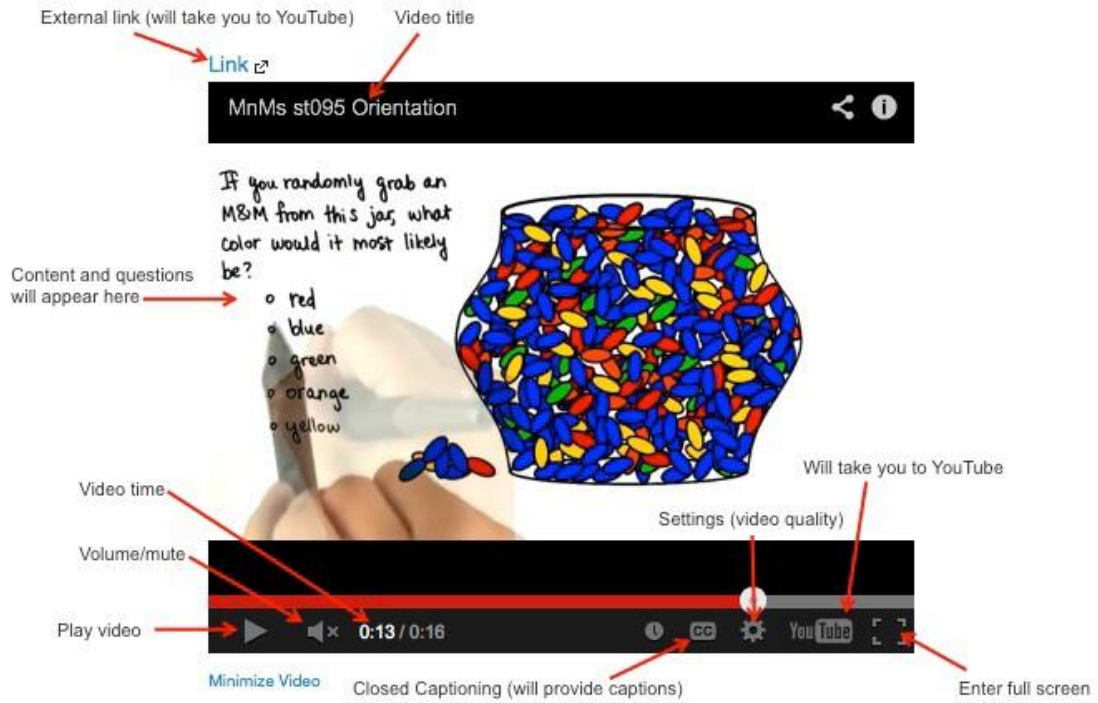 External link (will take you to YouTube)
Video title
Link
MnMs st095 Orientation
If you randomly grab an
M&M from this jar, what
color would it most likely
be?
Content and questions
will appear here
red
blue
green
orange
yellow
Will take you to YouTube
Video time
Settings (video quality)
Volume/mute
Play video
0:13 / 0:16
CC
YouTube
Minimize Video
Closed Captioning (will provide captions)
Enter full screen